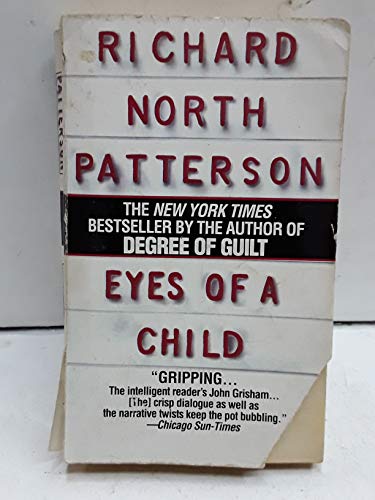 RICHARD
NORTH
PATTERSON
THE NEW YORK TIMES
BESTSELLER BY THE AUTHOR OF
DEGREE OF GUILT
EYES OF A
CHILD
“GRIPPING...
The intelligent reader's John Grisham...
[The] crisp dialogue as well as
the narrative twists keep the pot bubbling.”
—Chicago Sun-Times